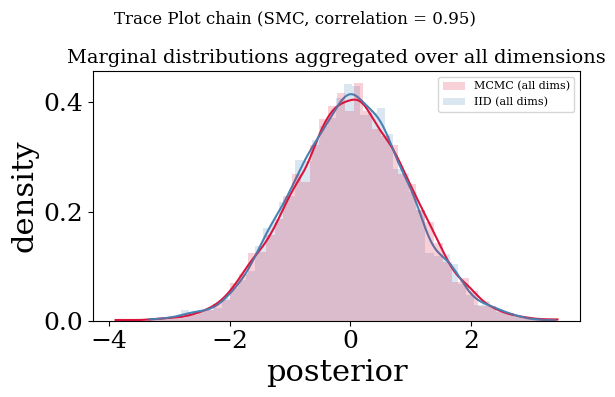 Trace Plot chain (SMC, correlation = 0.95)
Marginal distributions aggregated over all dimensions
MCMC (all dims)
IID (all dims)
density
0.4
0.2
0.0
−4
−2
0
2
posterior